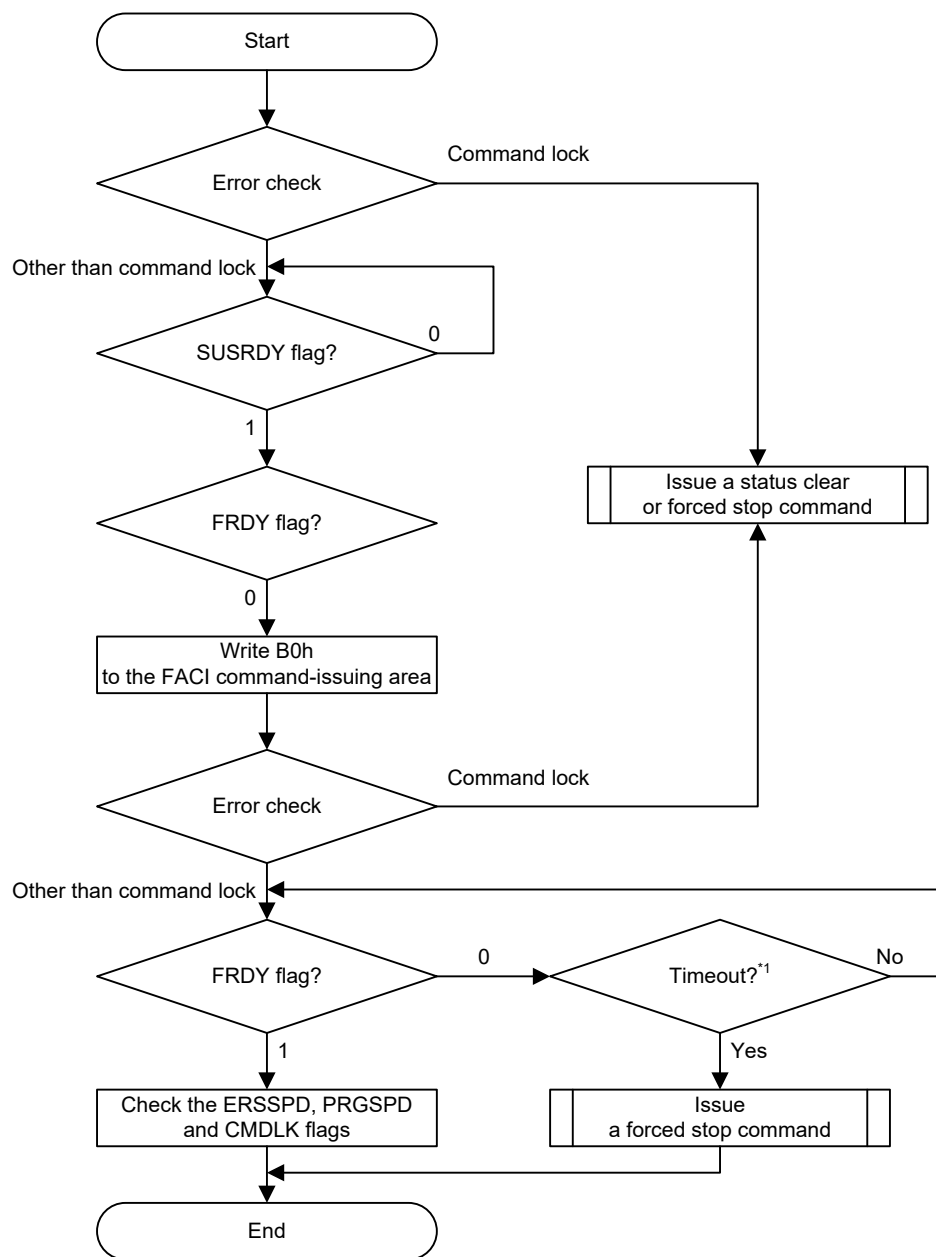 Start
Error check
Command lock
Other than command lock
SUSRDY flag?
0
1
FRDY flag?
0
Issue a status clear
or forced stop command
Write B0h
to the FACI command-issuing area
Error check
Command lock
Other than command lock
FRDY flag?
0
Timeout?*1
No
1
Yes
Check the ERSSPD, PRGSPD
and CMDLK flags
Issue
a forced stop command
End